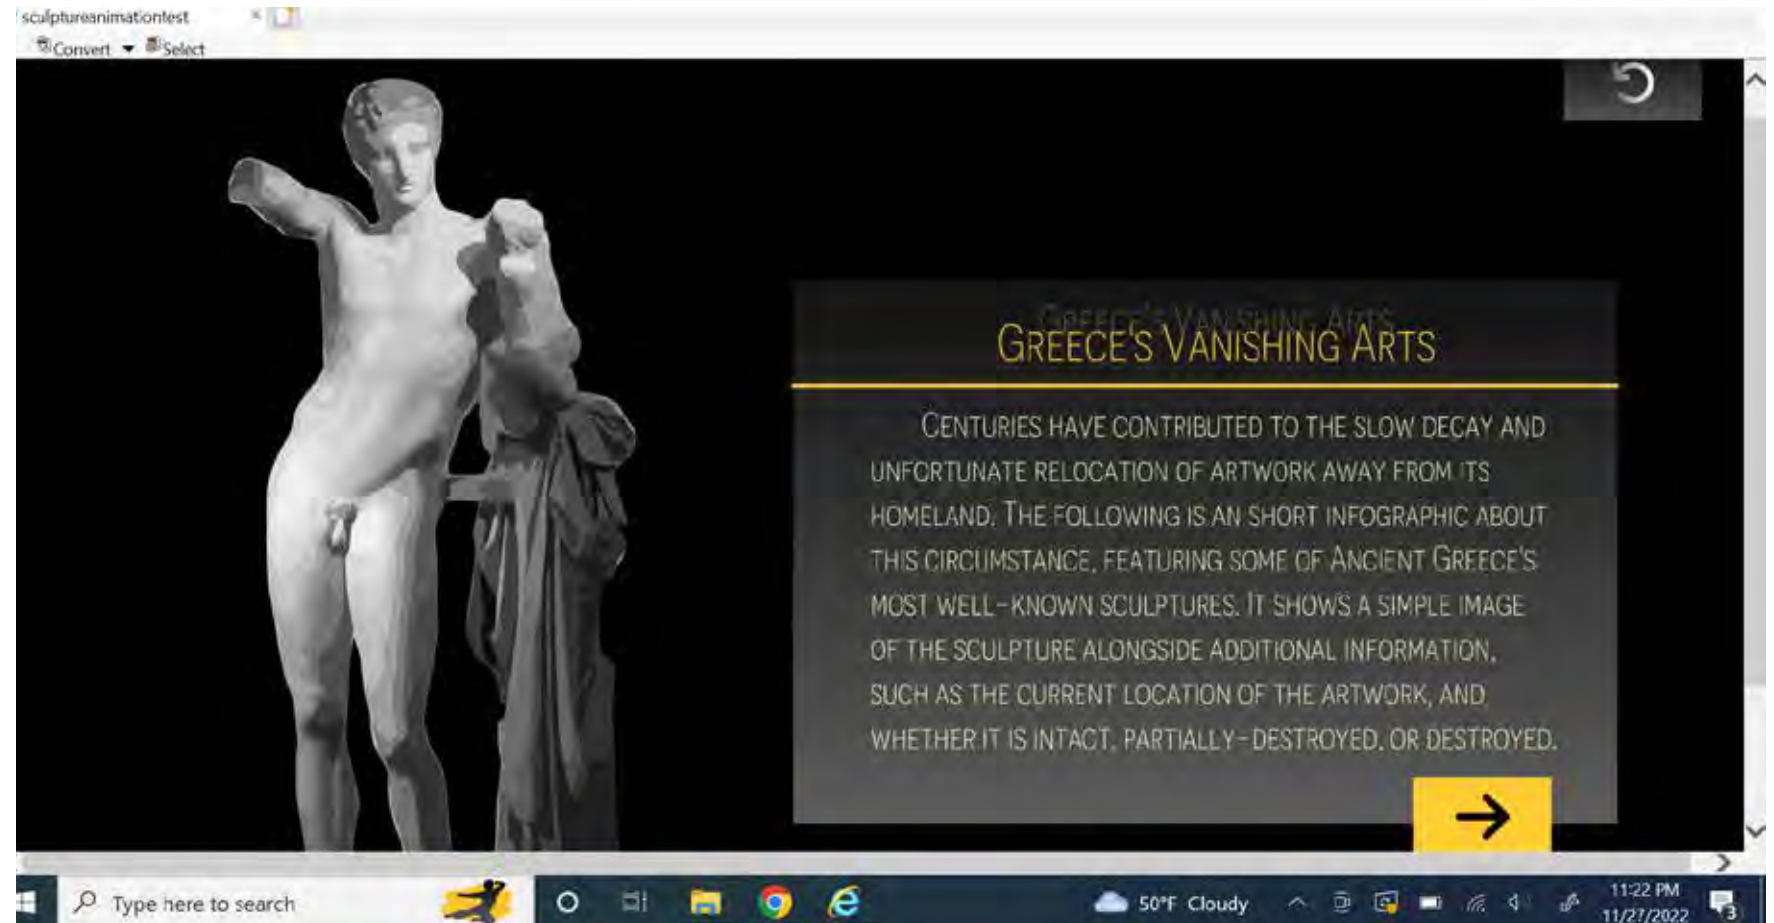 sculptureanimationtest
Convert Select
GREECE'S VANISHING ARTS
GREECE'S VANISHING ARTS
CENTURIES HAVE CONTRIBUTED TO THE SLOW DECAY AND
UNFORTUNATE RELOCATION OF ARTWORK AWAY FROM ITS
HOMELAND. THE FOLLOWING IS AN SHORT INFOGRAPHIC ABOUT
THIS CIRCUMSTANCE, FEATURING SOME OF ANCIENT GREECE'S
MOST WELL-KNOWN SCULPTURES. IT SHOWS A SIMPLE IMAGE
OF THE SCULPTURE ALONGSIDE ADDITIONAL INFORMATION,
SUCH AS THE CURRENT LOCATION OF THE ARTWORK, AND
WHETHER IT IS INTACT, PARTIALLY-DESTROYED, OR DESTROYED.
Type here to search
50°F Cloudy
11:22 PM
11/27/2022
3